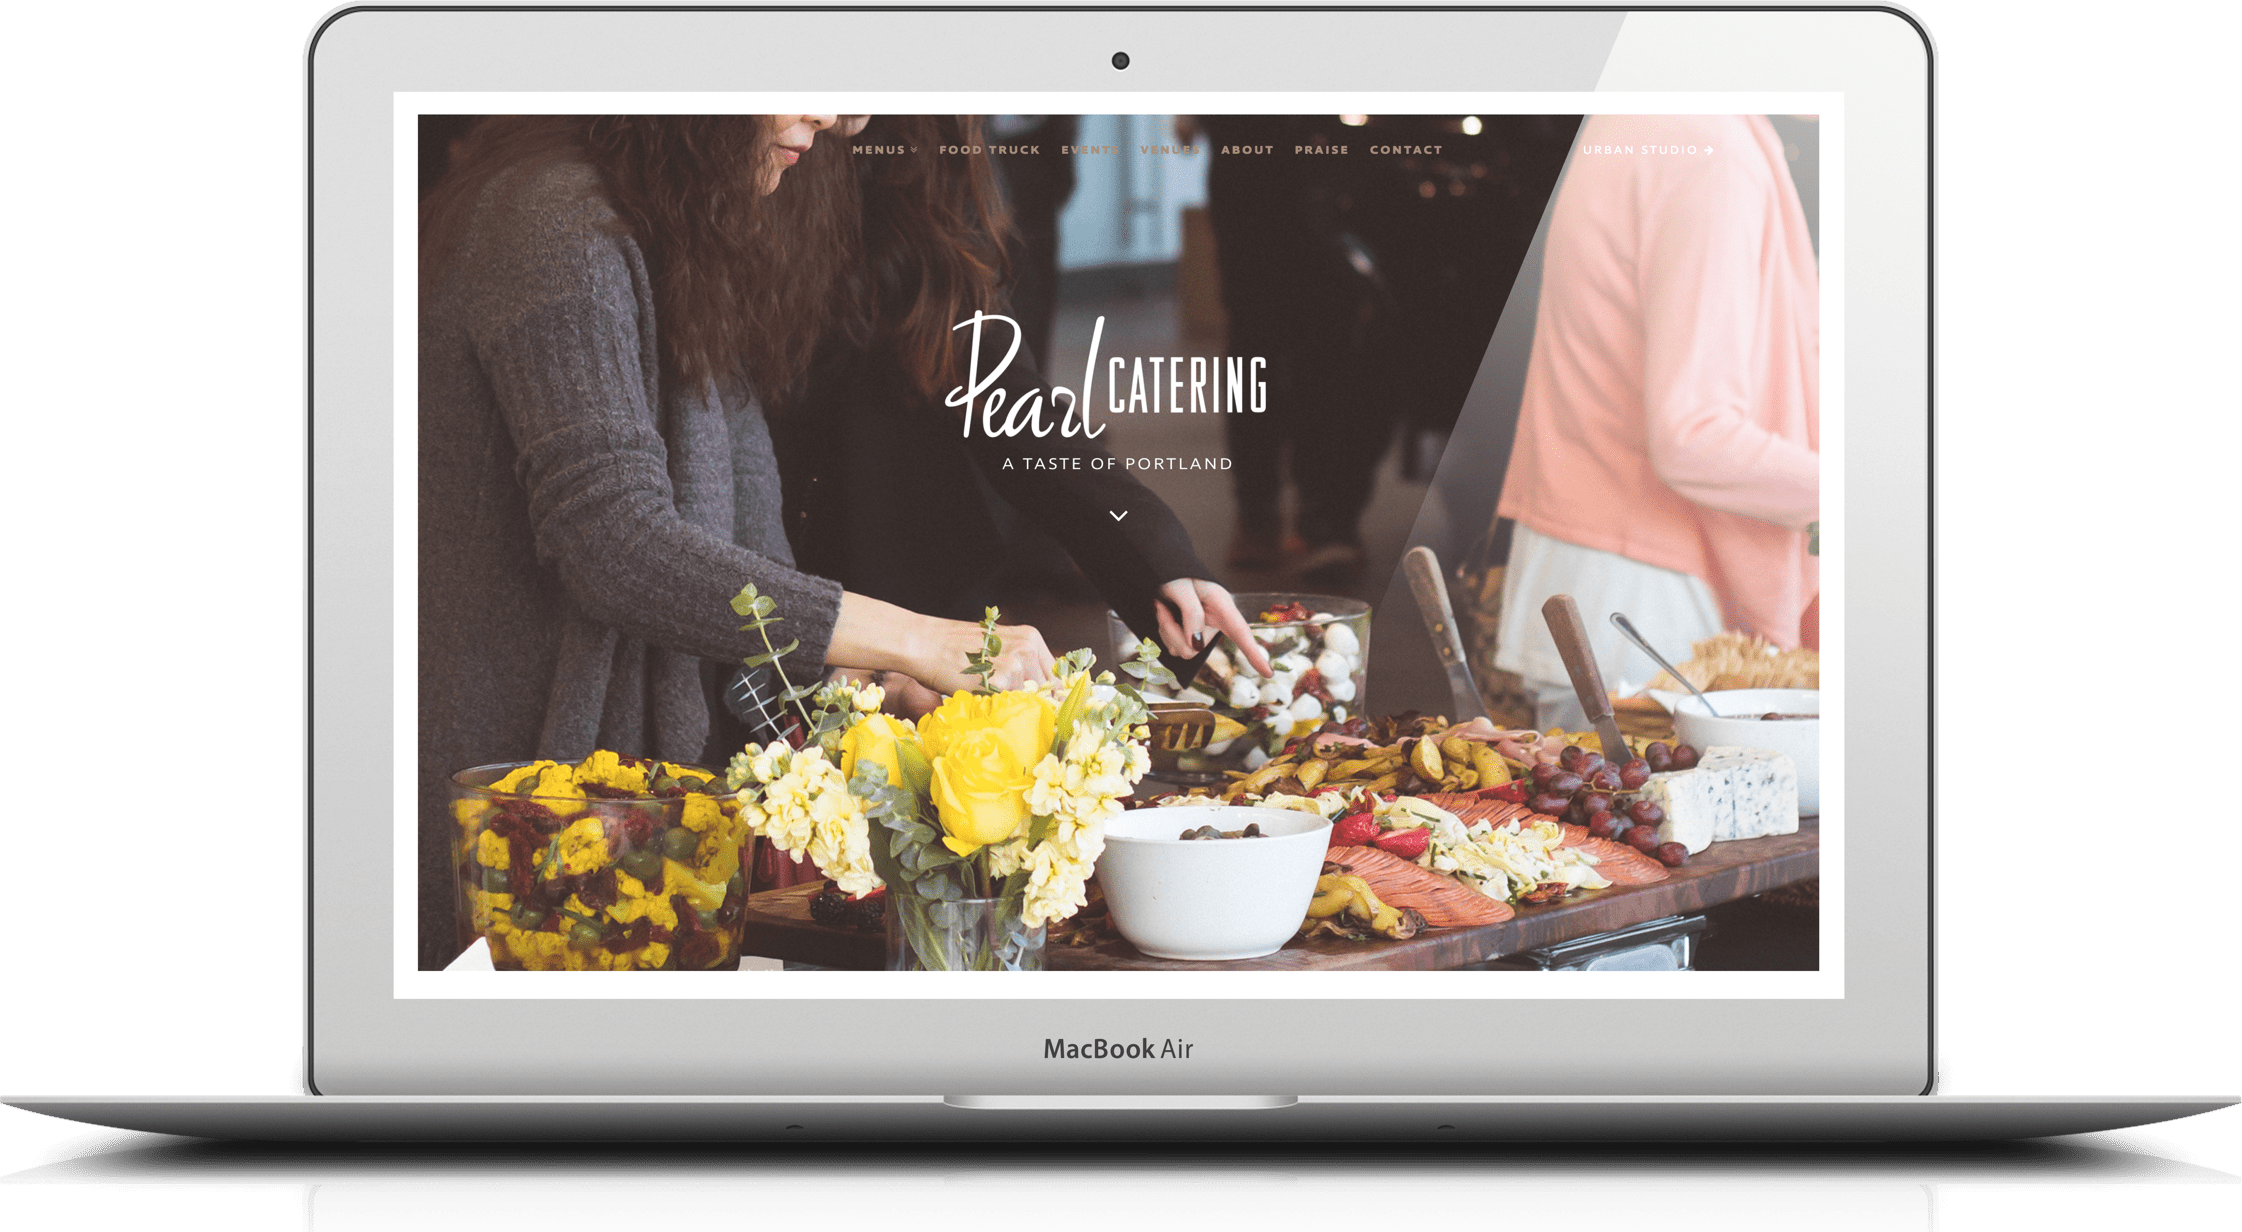 MENUS FOOD TRUCK EVENTS VENUES ABOUT PRAISE CONTACT URBAN STUDIO →
Pearl CATERING
A TASTE OF PORTLAND
MacBook Air